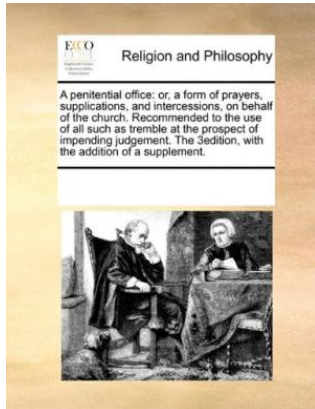 ECCO
Religion and Philosophy
A penitential office: or, a form of prayers,
supplications, and intercessions, on behalf
of the church. Recommended to the use
of all such as tremble at the prospect of
impending judgement. The 3edition, with
the addition of a supplement.